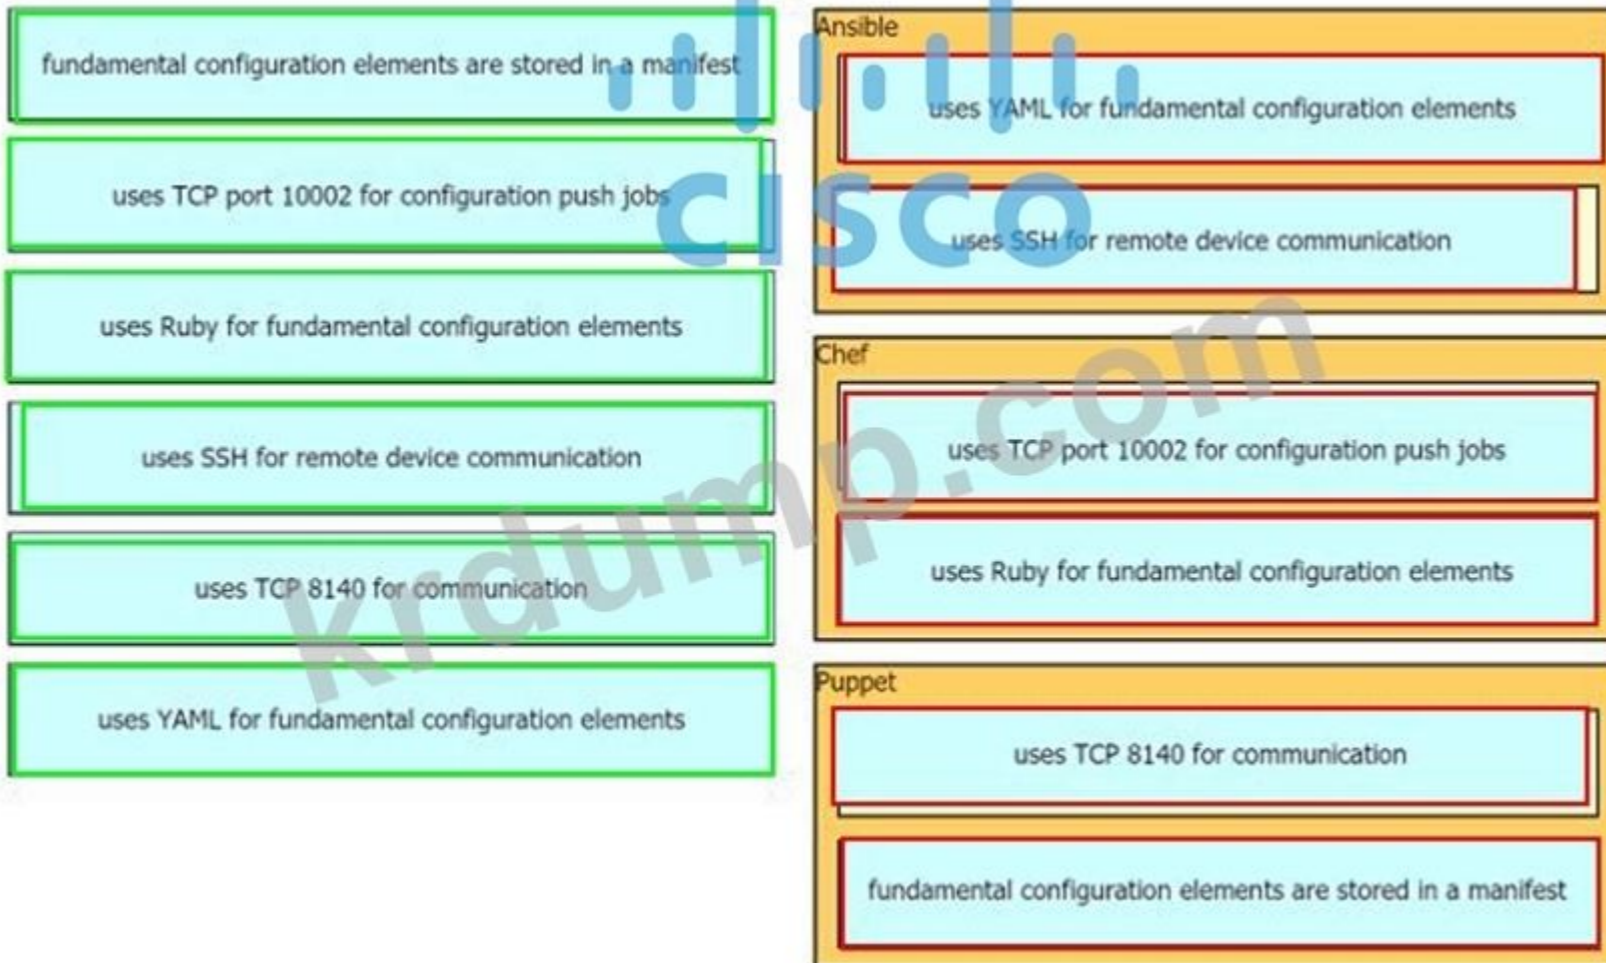 fundamental configuration elements are stored in a manifest
uses TCP port 10002 for configuration push jobs
uses Ruby for fundamental configuration elements
uses SSH for remote device communication
uses TCP 8140 for communication
uses YAML for fundamental configuration elements
Ansible
uses YAML for fundamental configuration elements
uses SSH for remote device communication
Chef
uses TCP port 10002 for configuration push jobs
uses Ruby for fundamental configuration elements
Puppet
uses TCP 8140 for communication
fundamental configuration elements are stored in a manifest
CISCO
krdump.com